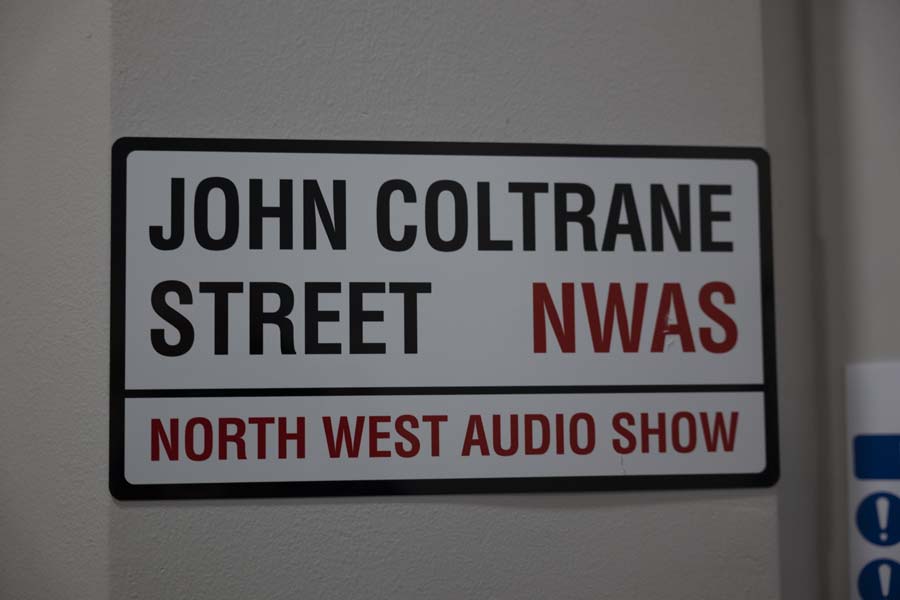 JOHN COLTRANE
STREET NWAS
NORTH WEST AUDIO SHOW